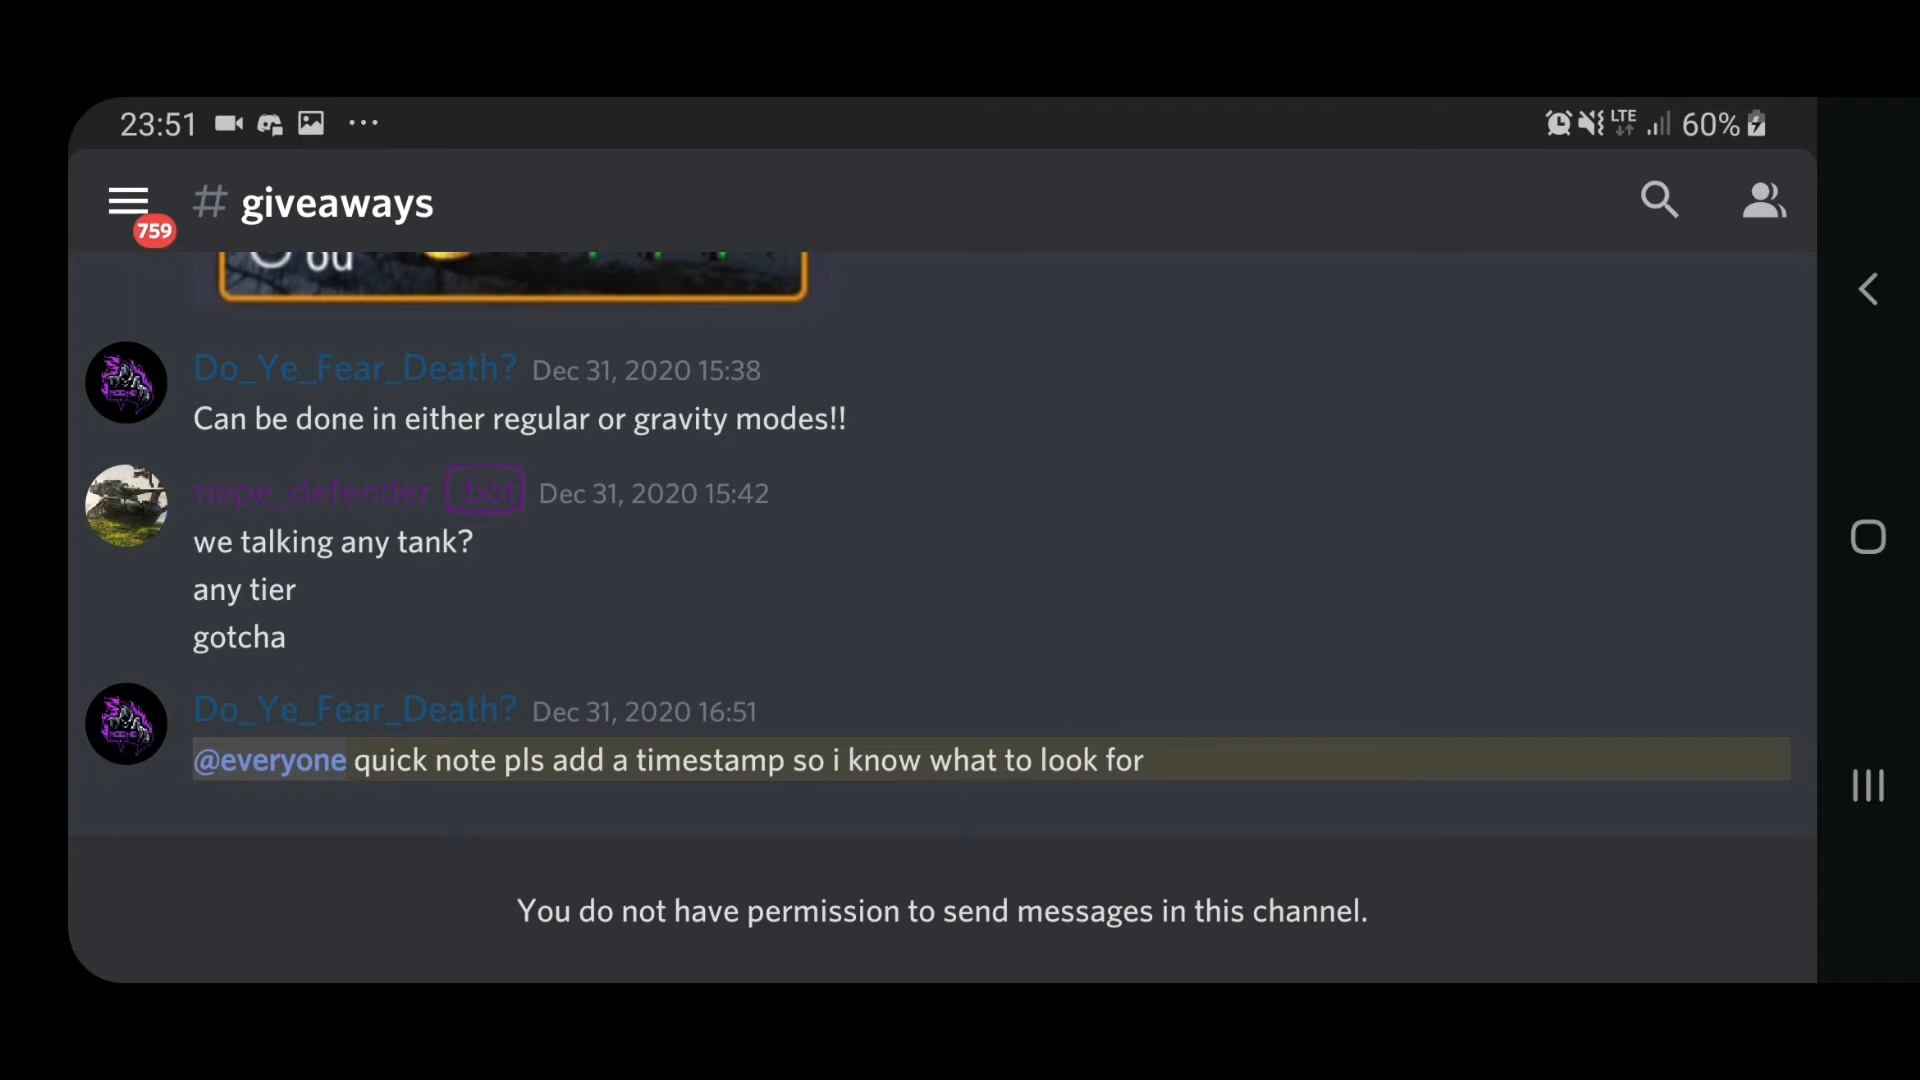 23:51 ... LTE 60%
759
# giveaways
Do_Ye_Fear_Death? Dec 31, 2020 15:38
Can be done in either regular or gravity modes!!
nope_defender bot Dec 31, 2020 15:42
we talking any tank?
any tier
gotcha
Do_Ye_Fear_Death? Dec 31, 2020 16:51
@everyone quick note pls add a timestamp so i know what to look for
You do not have permission to send messages in this channel.